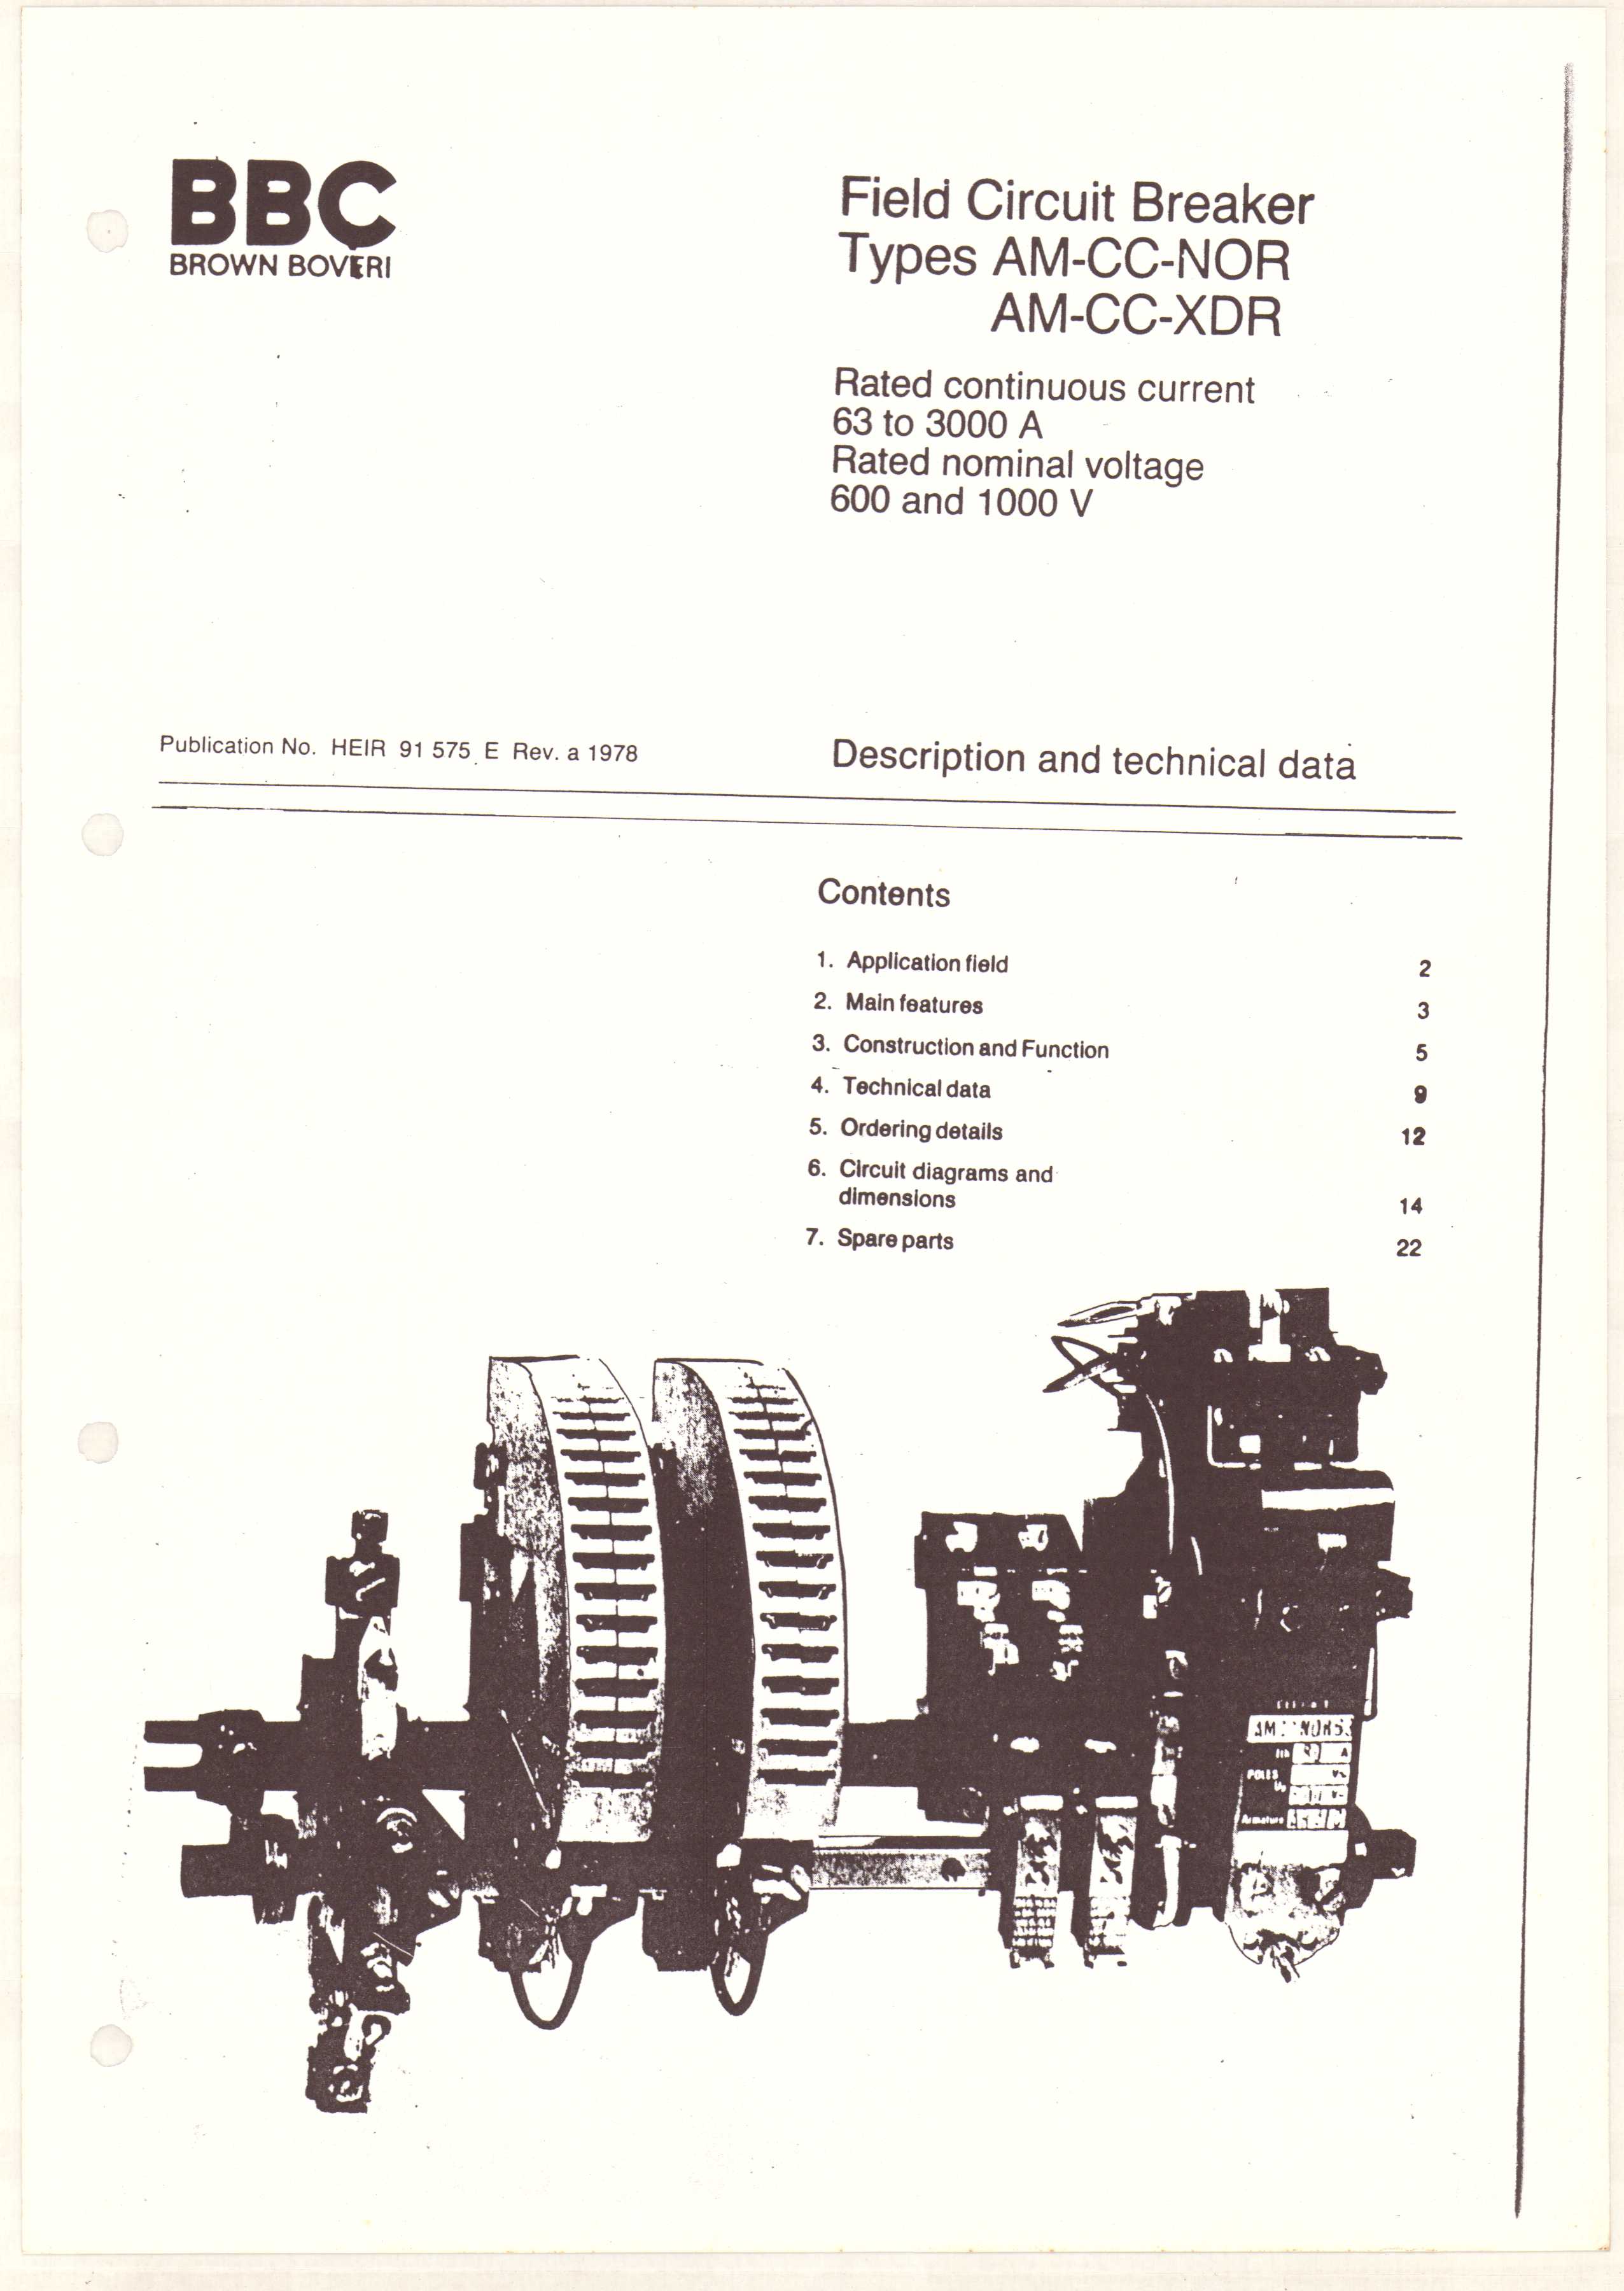 BBC
BROWN BOVERI
Field Circuit Breaker
Types AM-CC-NOR
AM-CC-XDR
Rated continuous current
63 to 3000 A
Rated nominal voltage
600 and 1000 V
Publication No. HEIR 91 575 E Rev. a 1978
Description and technical data
Contents
1. Application field 2
2. Main features 3
3. Construction and Function 5
4. Technical data 9
5. Ordering details 12
6. Circuit diagrams and
dimensions 14
7. Spare parts 22
Ith A
POLES
Armature